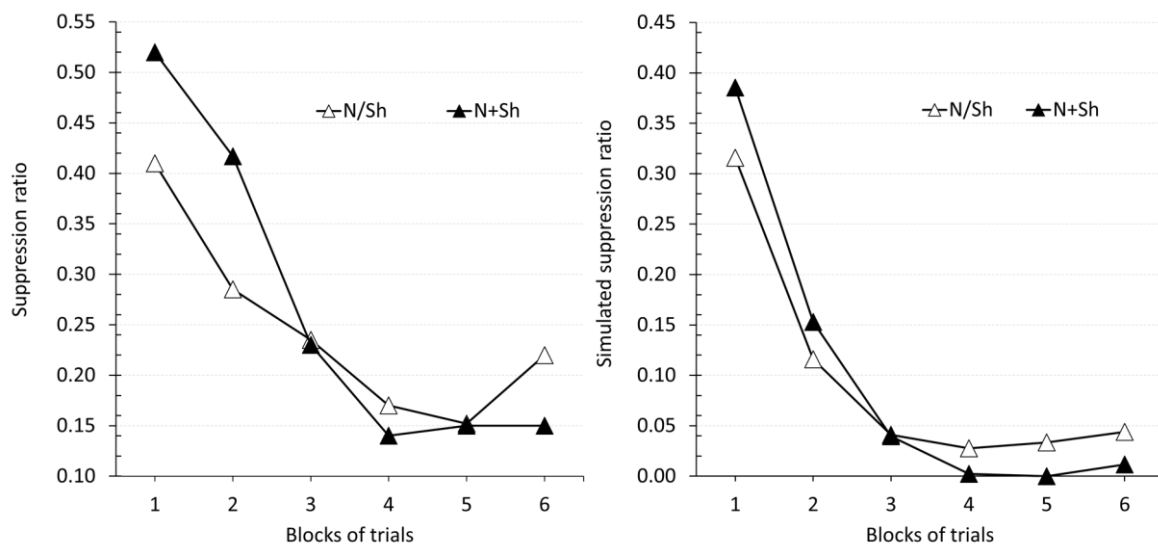 0.55
0.50
0.45
0.40
0.35
0.30
0.25
0.20
0.15
0.10
Suppression ratio
N/Sh N+Sh
1 2 3 4 5 6
Blocks of trials
0.45
0.40
0.35
0.30
0.25
0.20
0.15
0.10
0.05
0.00
Simulated suppression ratio
N/Sh N+Sh
1 2 3 4 5 6
Blocks of trials